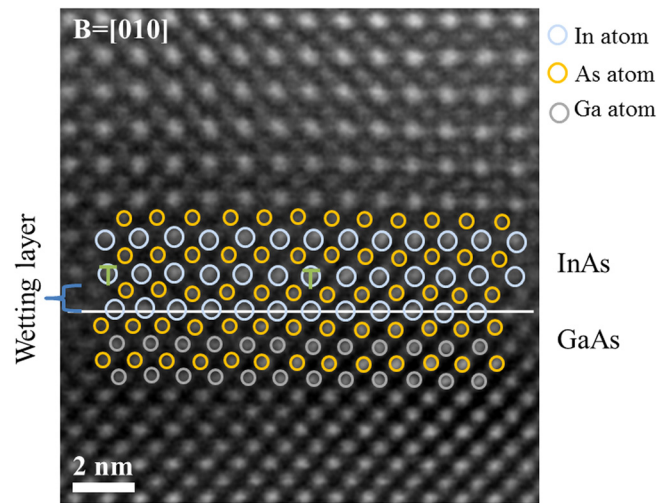 B=[010]
In atom
As atom
Ga atom
Wetting layer
InAs
GaAs
2 nm